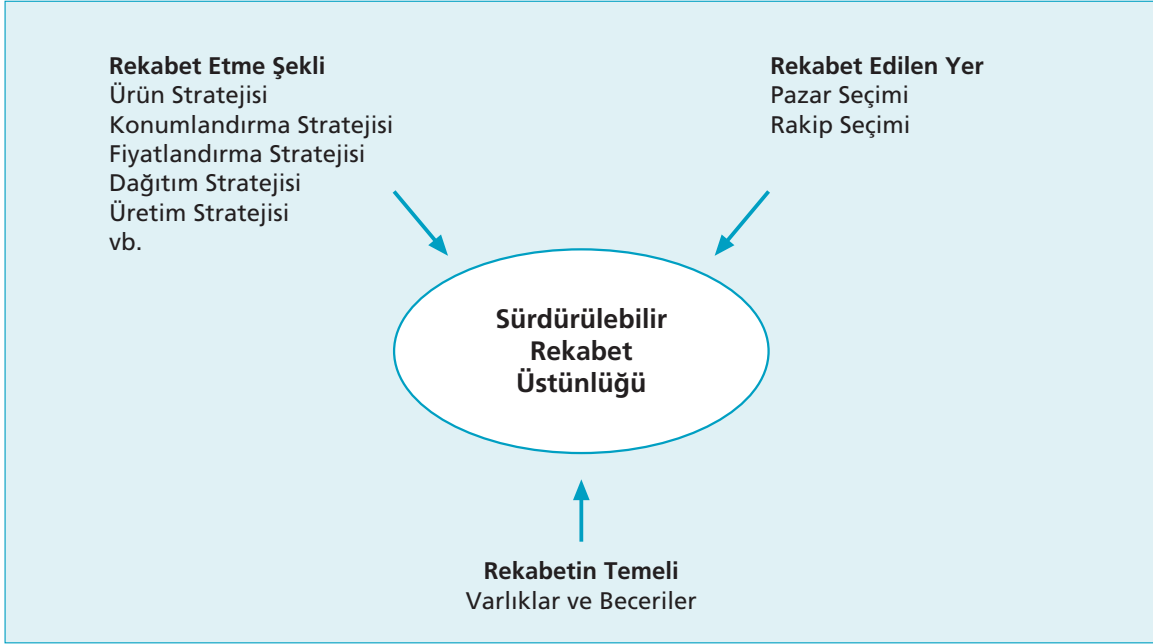 Rekabet Etme Şekli
Ürün Stratejisi
Konumlandırma Stratejisi
Fiyatlandırma Stratejisi
Dağıtım Stratejisi
Üretim Stratejisi
vb.
Rekabet Edilen Yer
Pazar Seçimi
Rakip Seçimi
Sürdürülebilir
Rekabet
Üstünlüğü
Rekabetin Temeli
Varlıklar ve Beceriler